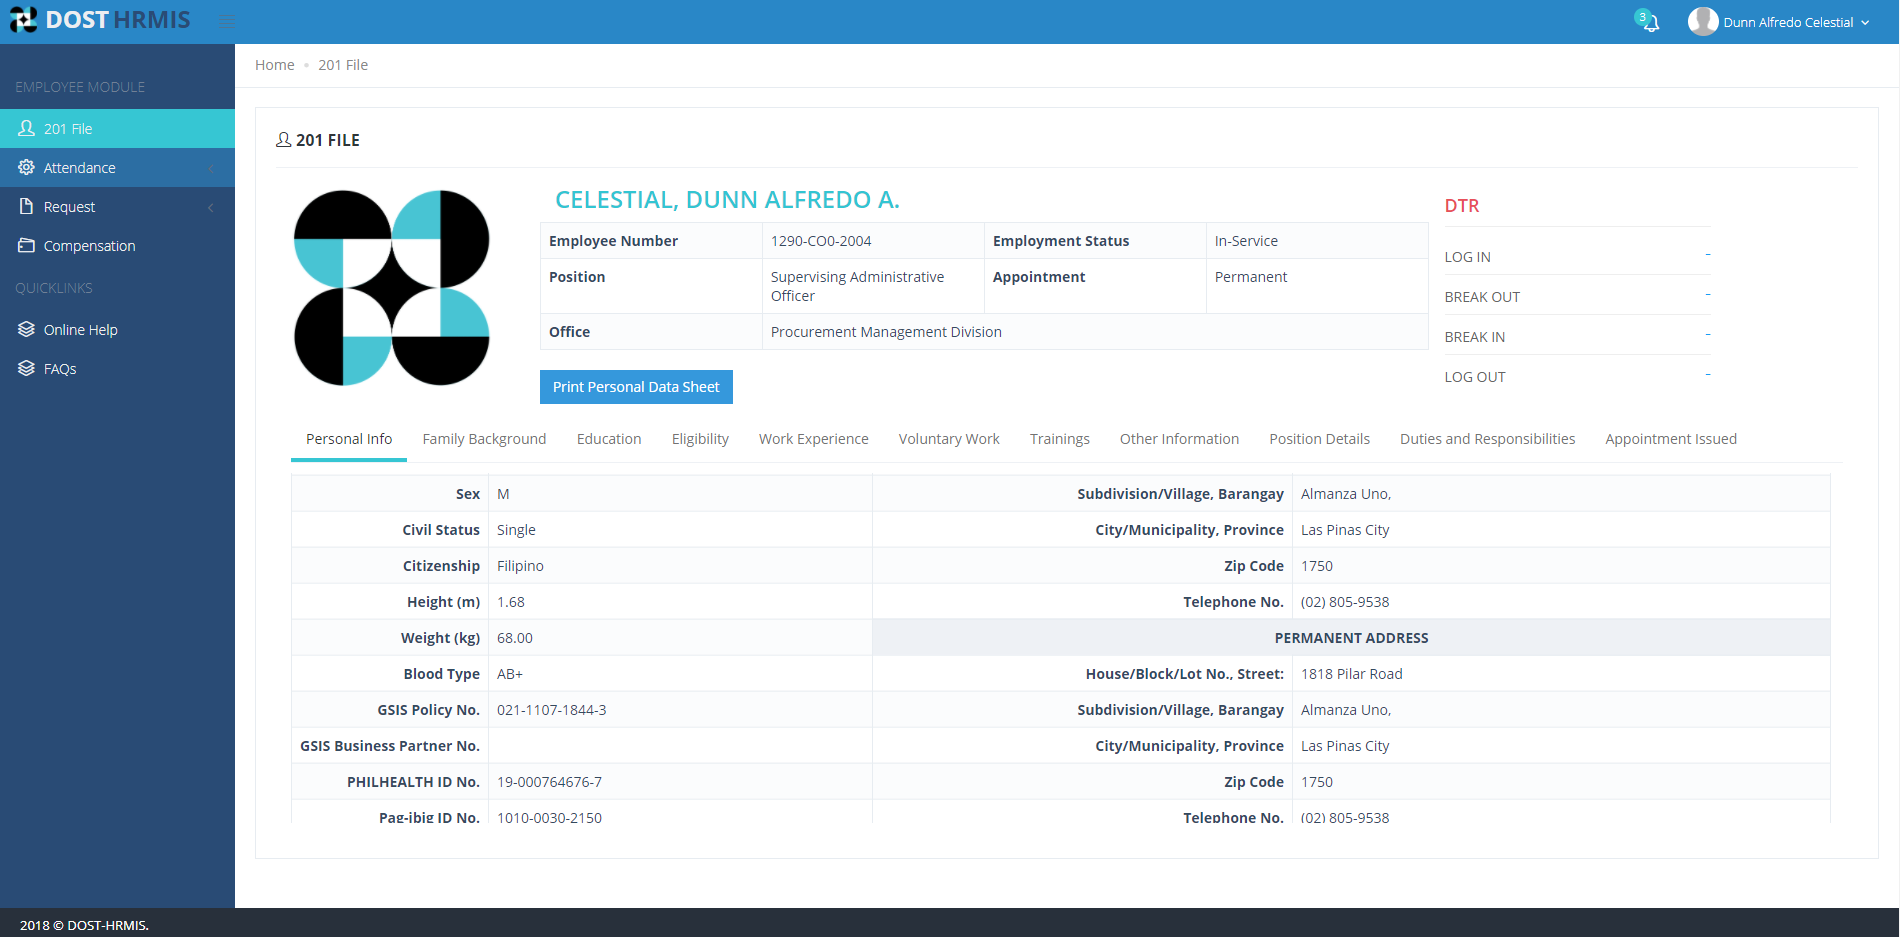 DOST HRMIS
3
Dunn Alfredo Celestial
Home • 201 File
EMPLOYEE MODULE
201 File
Attendance
Request
Compensation
QUICKLINKS
Online Help
FAQs
201 FILE
CELESTIAL, DUNN ALFREDO A.
Employee Number 1290-CO0-2004 Employment Status In-Service
Position Supervising Administrative Officer Appointment Permanent
Office Procurement Management Division
Print Personal Data Sheet
DTR
LOG IN -
BREAK OUT -
BREAK IN -
LOG OUT -
Personal Info Family Background Education Eligibility Work Experience Voluntary Work Trainings Other Information Position Details Duties and Responsibilities Appointment Issued
Sex M Subdivision/Village, Barangay Almanza Uno,
Civil Status Single City/Municipality, Province Las Pinas City
Citizenship Filipino Zip Code 1750
Height (m) 1.68 Telephone No. (02) 805-9538
Weight (kg) 68.00 PERMANENT ADDRESS
Blood Type AB+ House/Block/Lot No., Street: 1818 Pilar Road
GSIS Policy No. 021-1107-1844-3 Subdivision/Village, Barangay Almanza Uno,
GSIS Business Partner No. City/Municipality, Province Las Pinas City
PHILHEALTH ID No. 19-000764676-7 Zip Code 1750
Pag-ibig ID No. 1010-0030-2150 Telephone No. (02) 805-9538
2018 © DOST-HRMIS.